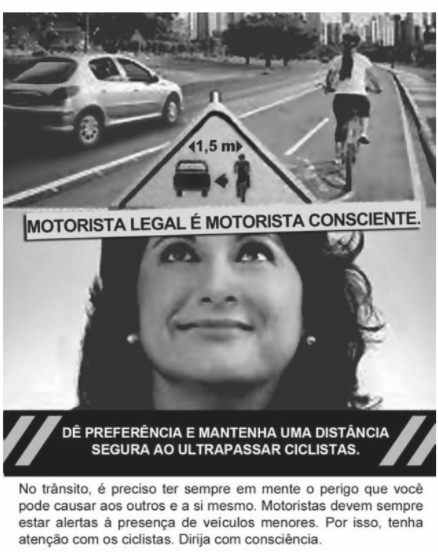 1,5 m
MOTORISTA LEGAL É MOTORISTA CONSCIENTE.
DÊ PREFERÊNCIA E MANTENHA UMA DISTÂNCIA
SEGURA AO ULTRAPASSAR CICLISTAS.
No trânsito, é preciso ter sempre em mente o perigo que você
pode causar aos outros e a si mesmo. Motoristas devem sempre
estar alertas à presença de veículos menores. Por isso, tenha
atenção com os ciclistas. Dirija com consciência.